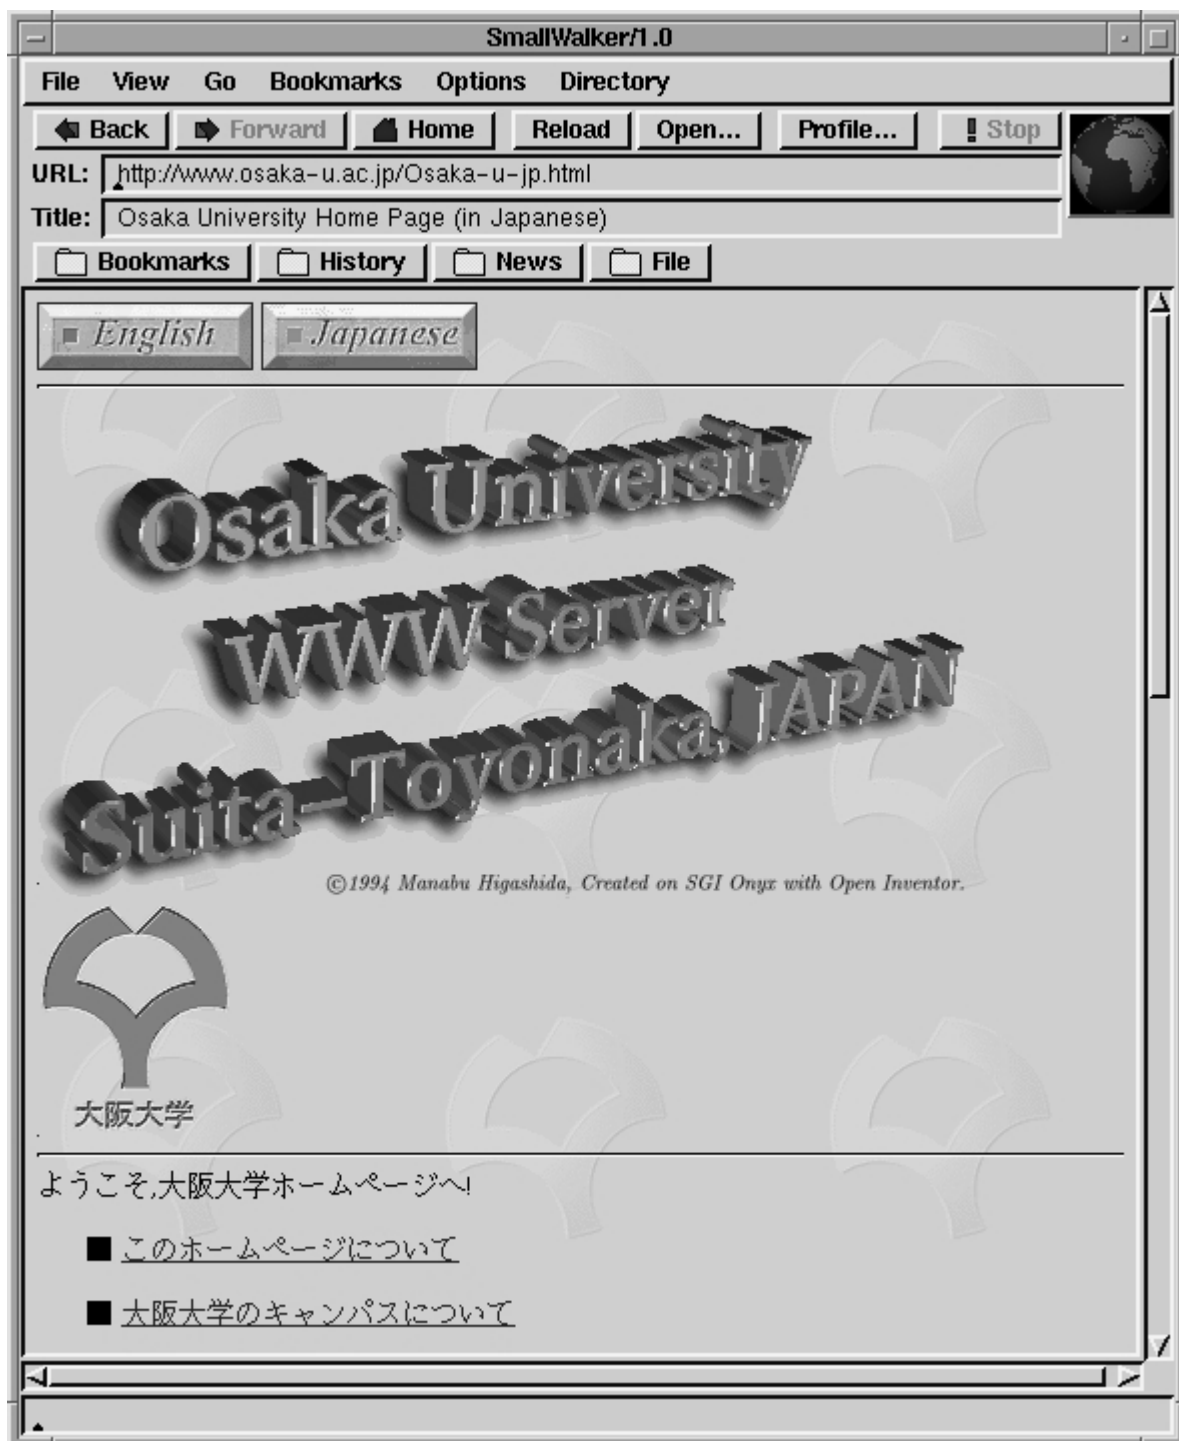 SmallWalker/1.0
File View Go Bookmarks Options Directory
Back Forward Home Reload Open... Profile... Stop
URL: http://www.osaka-u.ac.jp/Osaka-u-jp.html
Title: Osaka University Home Page (in Japanese)
Bookmarks History News File
English Japanese
Osaka University
WWW Server
Suita-Toyonaka, JAPAN
©1994 Manabu Higashida, Created on SGI Onyx with Open Inventor.
大阪大学
ようこそ,大阪大学ホームページへ!
このホームページについて
大阪大学のキャンパスについて